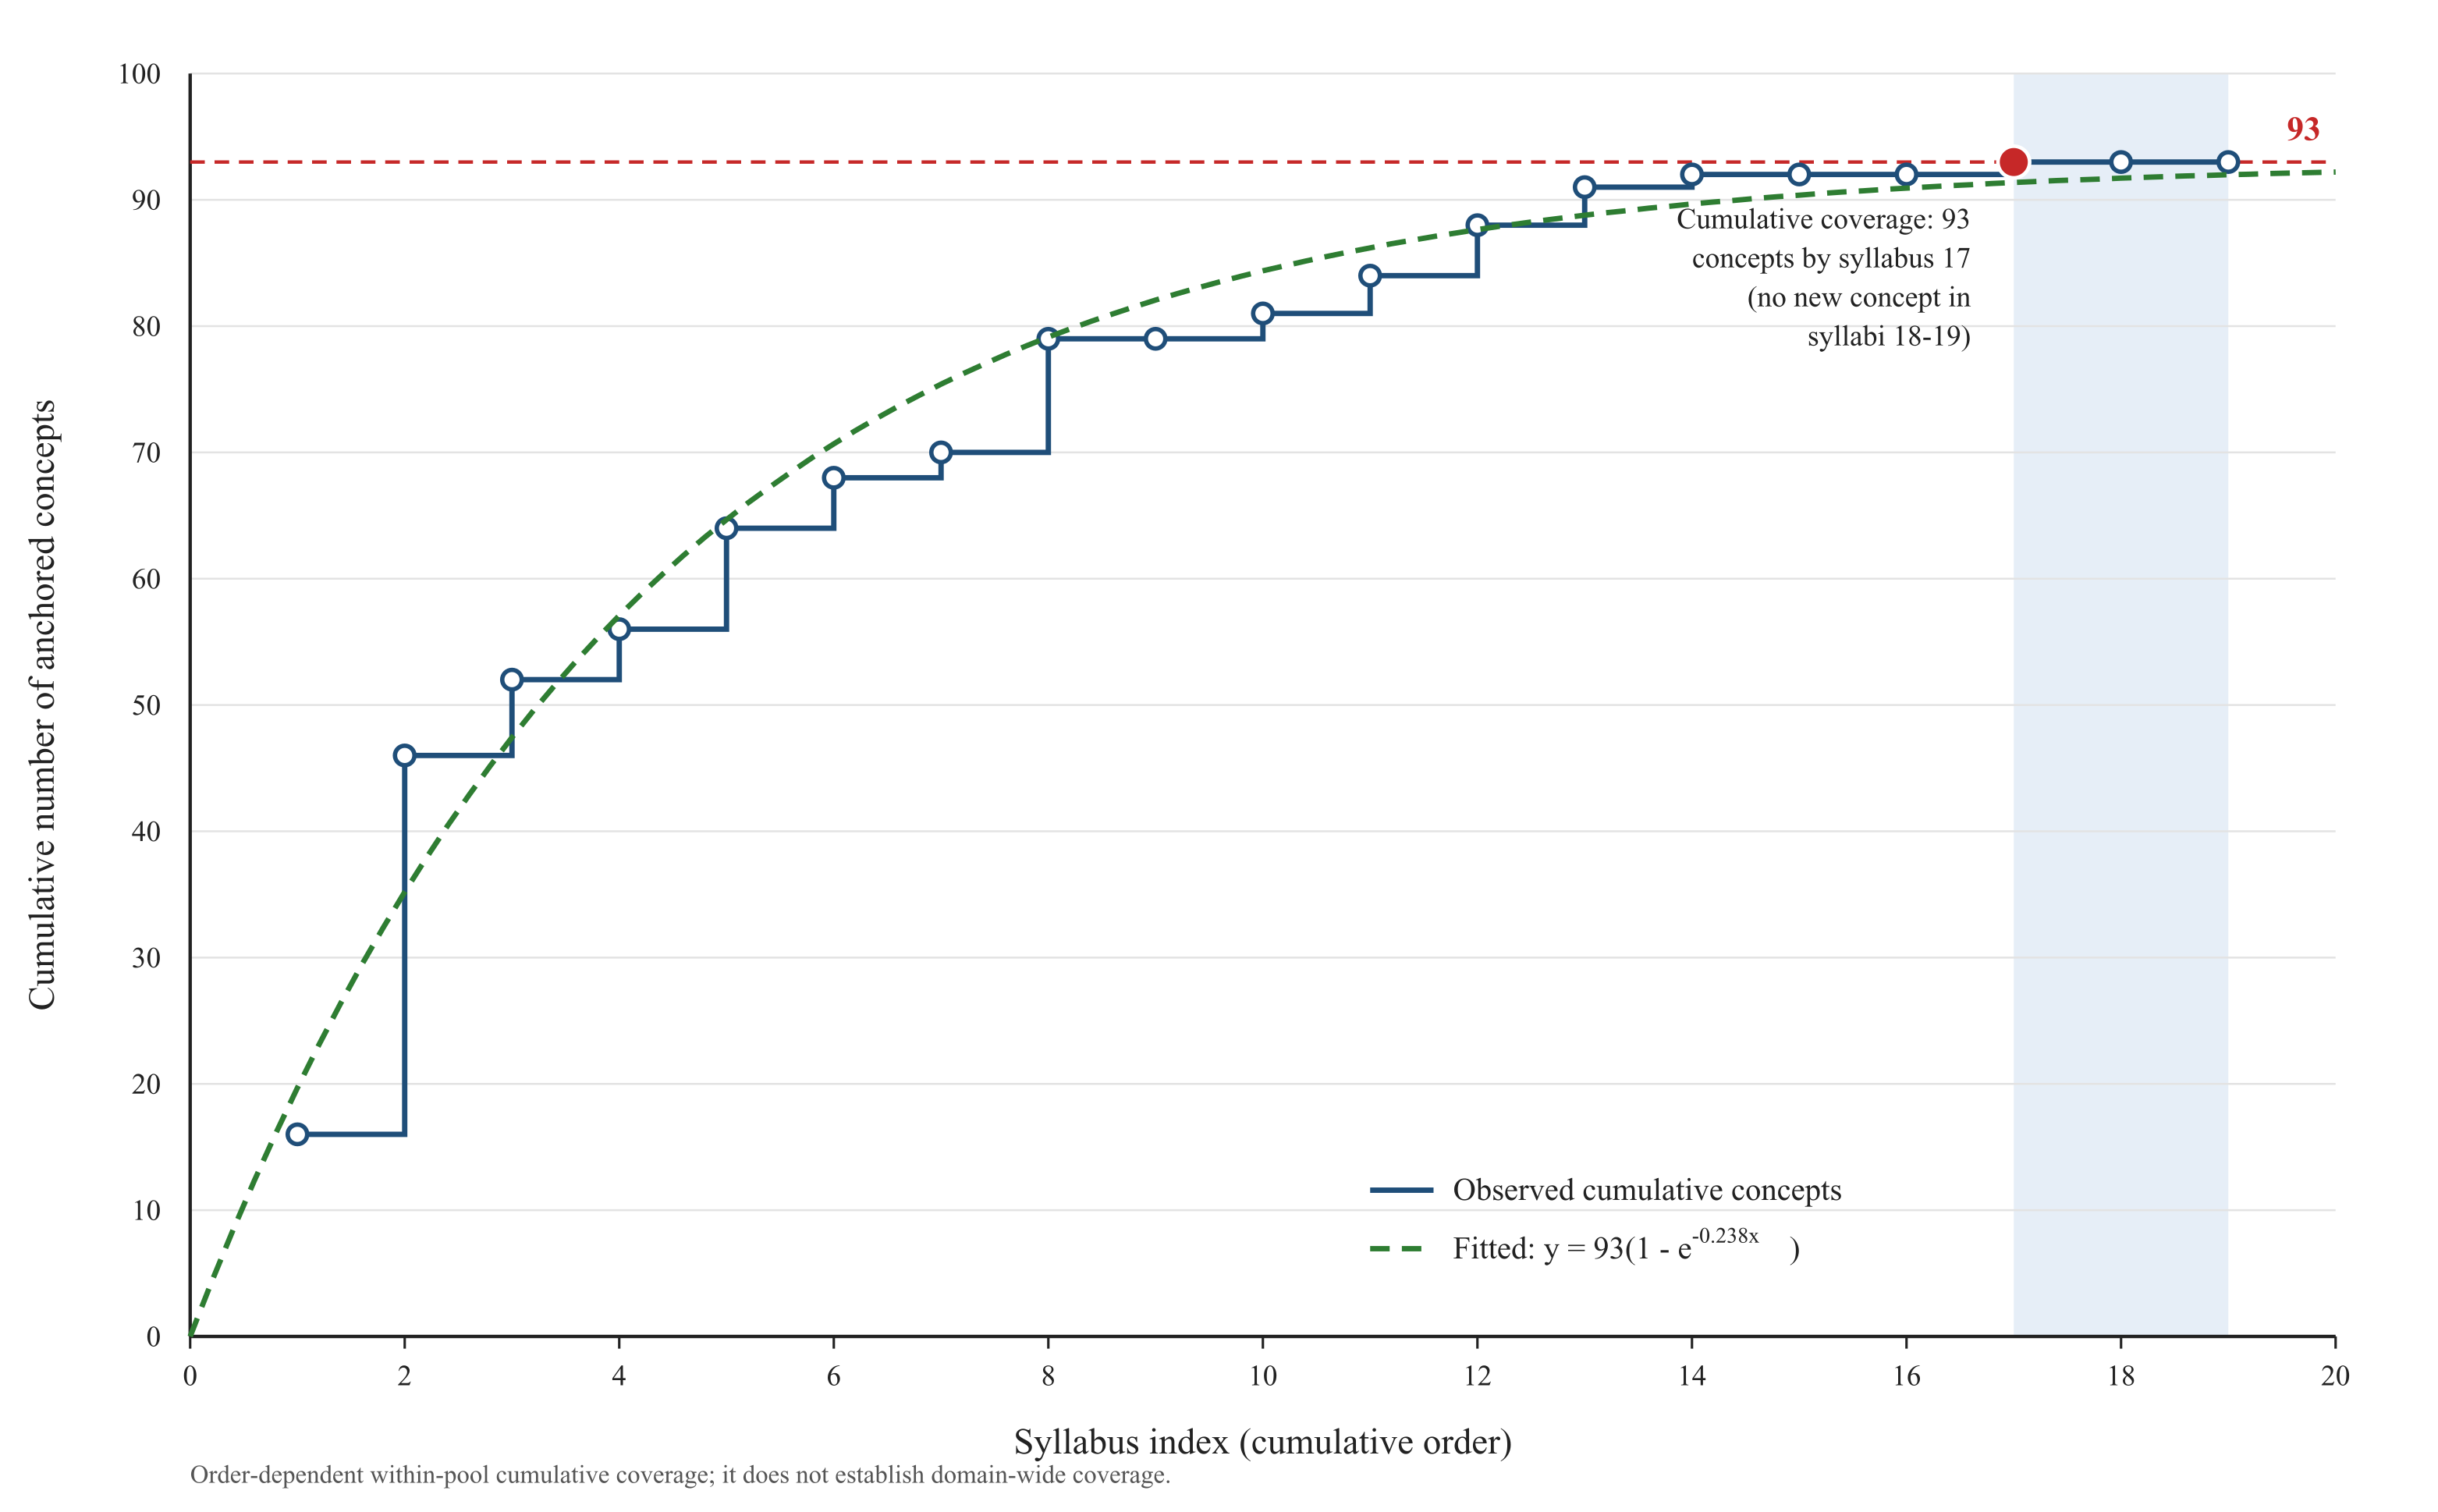 100
93
90
Cumulative coverage: 93
concepts by syllabus 17
(no new concept in
syllabi 18-19)
80
70
60
50
40
30
20
10
0
Cumulative number of anchored concepts
Observed cumulative concepts
Fitted: y = 93(1 - e^-0.238x )
0 2 4 6 8 10 12 14 16 18 20
Syllabus index (cumulative order)
Order-dependent within-pool cumulative coverage; it does not establish domain-wide coverage.